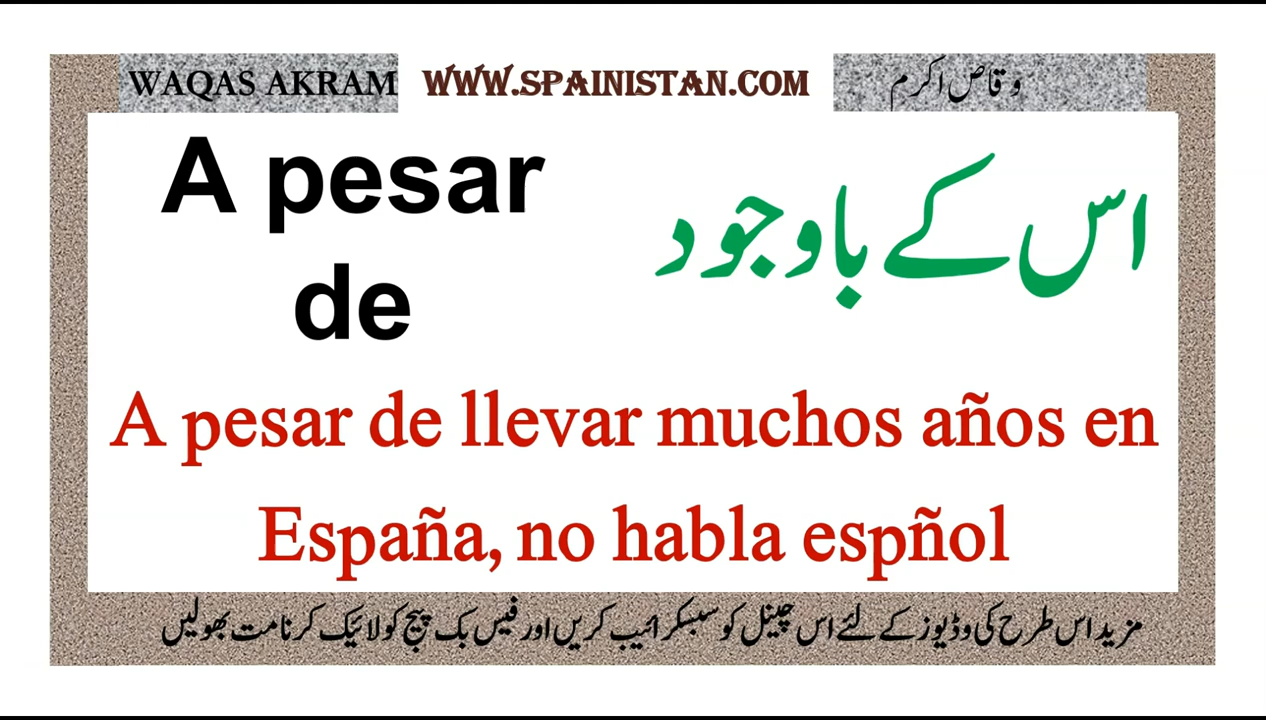 WAQAS AKRAM WWW.SPAINISTAN.COM وقاص اکرم
A pesar
de
اس کے باوجود
A pesar de llevar muchos años en
España, no habla espñol
مزید اس طرح کی وڈیوز کے لئے اس چینل کو سبسکرائیب کریں اور فیس بک پیج کو لائیک کرنا مت بھولیں